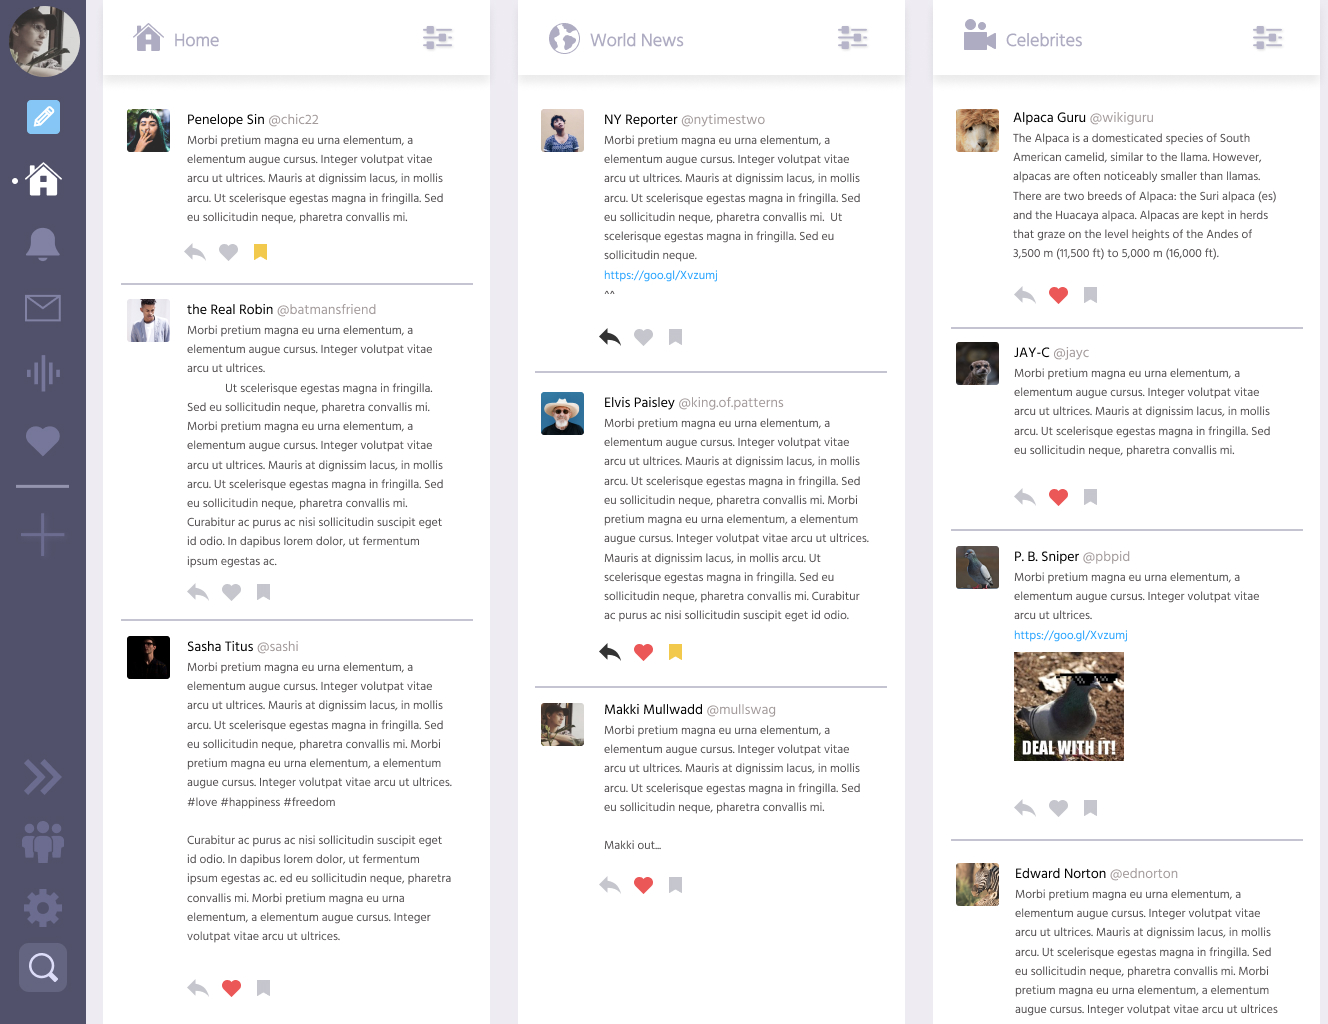 Home
Penelope Sin @chic22
Morbi pretium magna eu urna elementum, a
elementum augue cursus. Integer volutpat vitae
arcu ut ultrices. Mauris at dignissim lacus, in mollis
arcu. Ut scelerisque egestas magna in fringilla. Sed
eu sollicitudin neque, pharetra convallis mi.
the Real Robin @batmansfriend
Morbi pretium magna eu urna elementum, a
elementum augue cursus. Integer volutpat vitae
arcu ut ultrices.
Ut scelerisque egestas magna in fringilla.
Sed eu sollicitudin neque, pharetra convallis mi.
Morbi pretium magna eu urna elementum, a
elementum augue cursus. Integer volutpat vitae
arcu ut ultrices. Mauris at dignissim lacus, in mollis
arcu. Ut scelerisque egestas magna in fringilla. Sed
eu sollicitudin neque, pharetra convallis mi.
Curabitur ac purus ac nisi sollicitudin suscipit eget
id odio. In dapibus lorem dolor, ut fermentum
ipsum egestas ac.
Sasha Titus @sashi
Morbi pretium magna eu urna elementum, a
elementum augue cursus. Integer volutpat vitae
arcu ut ultrices. Mauris at dignissim lacus, in mollis
arcu. Ut scelerisque egestas magna in fringilla. Sed
eu sollicitudin neque, pharetra convallis mi. Morbi
pretium magna eu urna elementum, a elementum
augue cursus. Integer volutpat vitae arcu ut ultrices.
#love #happiness #freedom
Curabitur ac purus ac nisi sollicitudin suscipit eget
id odio. In dapibus lorem dolor, ut fermentum
ipsum egestas ac. ed eu sollicitudin neque, pharetra
convallis mi. Morbi pretium magna eu urna
elementum, a elementum augue cursus. Integer
volutpat vitae arcu ut ultrices.
World News
NY Reporter @nytimestwo
Morbi pretium magna eu urna elementum, a
elementum augue cursus. Integer volutpat vitae
arcu ut ultrices. Mauris at dignissim lacus, in mollis
arcu. Ut scelerisque egestas magna in fringilla. Sed
eu sollicitudin neque, pharetra convallis mi.  Ut
scelerisque egestas magna in fringilla. Sed eu
sollicitudin neque.
https://goo.gl/Xvzumj
^^
Elvis Paisley @king.of.patterns
Morbi pretium magna eu urna elementum, a
elementum augue cursus. Integer volutpat vitae
arcu ut ultrices. Mauris at dignissim lacus, in mollis
arcu. Ut scelerisque egestas magna in fringilla. Sed
eu sollicitudin neque, pharetra convallis mi. Morbi
pretium magna eu urna elementum, a elementum
augue cursus. Integer volutpat vitae arcu ut ultrices.
Mauris at dignissim lacus, in mollis arcu. Ut
scelerisque egestas magna in fringilla. Sed eu
sollicitudin neque, pharetra convallis mi. Curabitur
ac purus ac nisi sollicitudin suscipit eget id odio.
Makki Mullwadd @mullswag
Morbi pretium magna eu urna elementum, a
elementum augue cursus. Integer volutpat vitae
arcu ut ultrices. Mauris at dignissim lacus, in mollis
arcu. Ut scelerisque egestas magna in fringilla. Sed
eu sollicitudin neque, pharetra convallis mi.
Makki out...
Celebrites
Alpaca Guru @wikiguru
The Alpaca is a domesticated species of South
American camelid, similar to the llama. However,
alpacas are often noticeably smaller than llamas.
There are two breeds of Alpaca: the Suri alpaca (es)
and the Huacaya alpaca. Alpacas are kept in herds
that graze on the level heights of the Andes of
3,500 m (11,500 ft) to 5,000 m (16,000 ft).
JAY-C @jayc
Morbi pretium magna eu urna elementum, a
elementum augue cursus. Integer volutpat vitae
arcu ut ultrices. Mauris at dignissim lacus, in mollis
arcu. Ut scelerisque egestas magna in fringilla. Sed
eu sollicitudin neque, pharetra convallis mi.
P. B. Sniper @pbpid
Morbi pretium magna eu urna elementum, a
elementum augue cursus. Integer volutpat vitae
arcu ut ultrices.
https://goo.gl/Xvzumj
DEAL WITH IT!
Edward Norton @ednorton
Morbi pretium magna eu urna elementum, a
elementum augue cursus. Integer volutpat vitae
arcu ut ultrices. Mauris at dignissim lacus, in mollis
arcu. Ut scelerisque egestas magna in fringilla. Sed
eu sollicitudin neque, pharetra convallis mi. Morbi
pretium magna eu urna elementum, a elementum
augue cursus. Integer volutpat vitae arcu ut ultrices